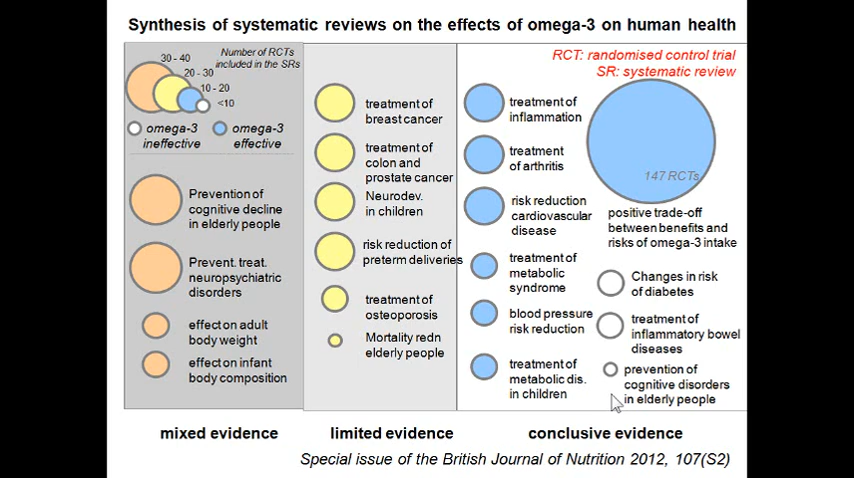 Synthesis of systematic reviews on the effects of omega-3 on human health
Number of RCTs
included in the SRs
30 - 40
20 - 30
10 - 20
<10
omega-3
ineffective
omega-3
effective
Prevention of
cognitive decline
in elderly people
Prevent. treat.
neuropsychiatric
disorders
effect on adult
body weight
effect on infant
body composition
treatment of
breast cancer
treatment of
colon and
prostate cancer
Neurodev.
in children
risk reduction of
preterm deliveries
treatment of
osteoporosis
Mortality redn
elderly people
RCT: randomised control trial
SR: systematic review
treatment of
inflammation
treatment
of arthritis
risk reduction
cardiovascular
disease
treatment of
metabolic
syndrome
blood pressure
risk reduction
treatment of
metabolic dis.
in children
147 RCTs
positive trade-off
between benefits and
risks of omega-3 intake
Changes in risk
of diabetes
treatment of
inflammatory bowel
diseases
prevention of
cognitive disorders
in elderly people
mixed evidence
limited evidence
conclusive evidence
Special issue of the British Journal of Nutrition 2012, 107(S2)